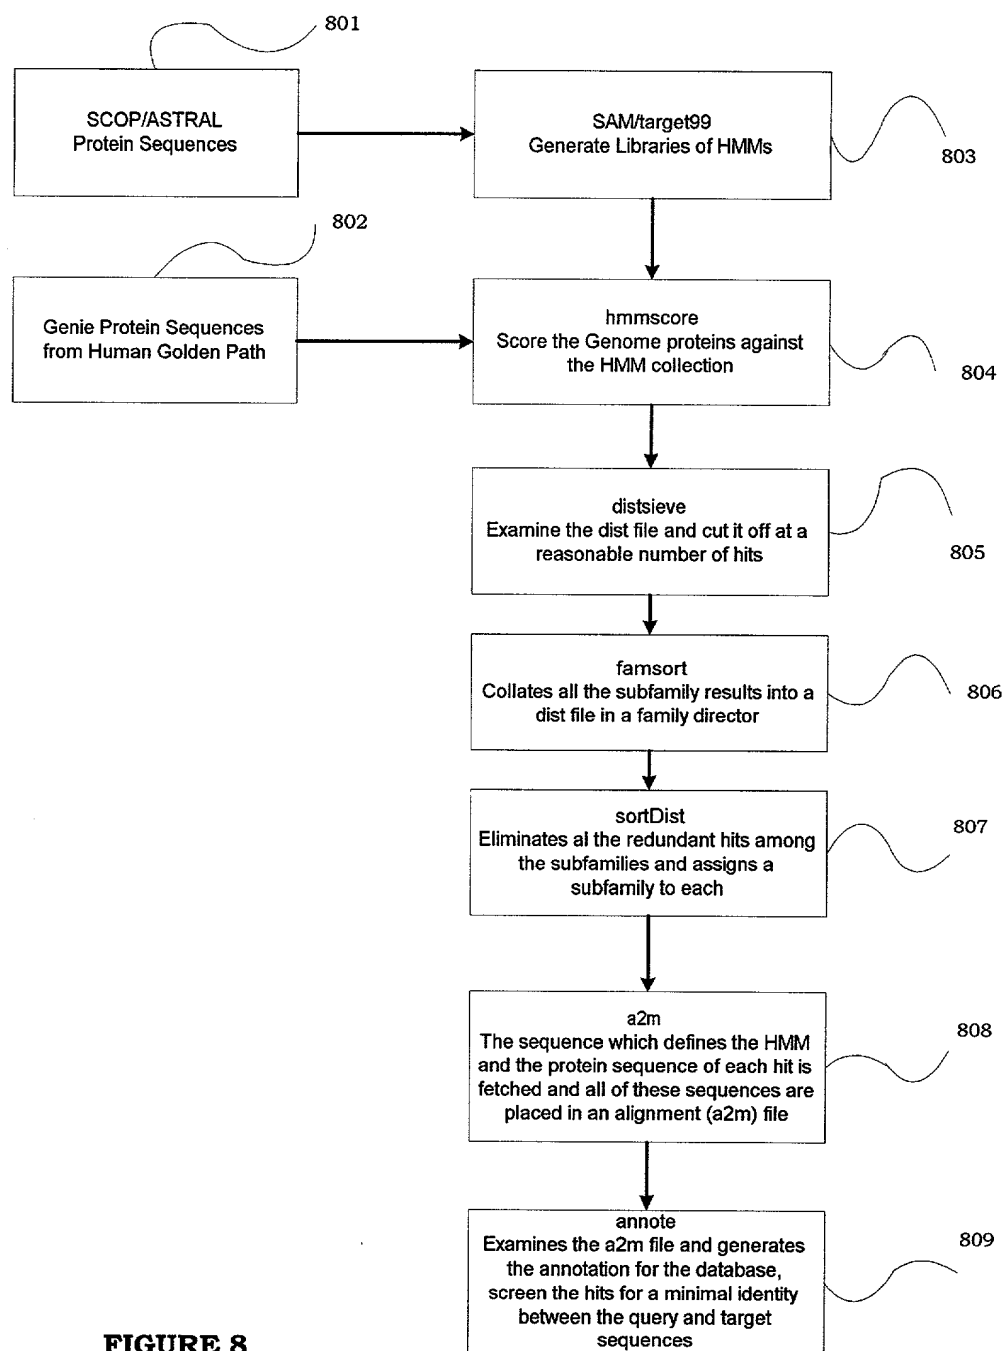 801
SCOP/ASTRAL
Protein Sequences
SAM/target99
Generate Libraries of HMMs
803
802
Genie Protein Sequences
from Human Golden Path
hmmscore
Score the Genome proteins against
the HMM collection
804
distsieve
Examine the dist file and cut it off at a
reasonable number of hits
805
famsort
Collates all the subfamily results into a
dist file in a family director
806
sortDist
Eliminates al the redundant hits among
the subfamilies and assigns a
subfamily to each
807
a2m
The sequence which defines the HMM
and the protein sequence of each hit is
fetched and all of these sequences are
placed in an alignment (a2m) file
808
annote
Examines the a2m file and generates
the annotation for the database,
screen the hits for a minimal identity
between the query and target
sequences
809
FIGURE 8